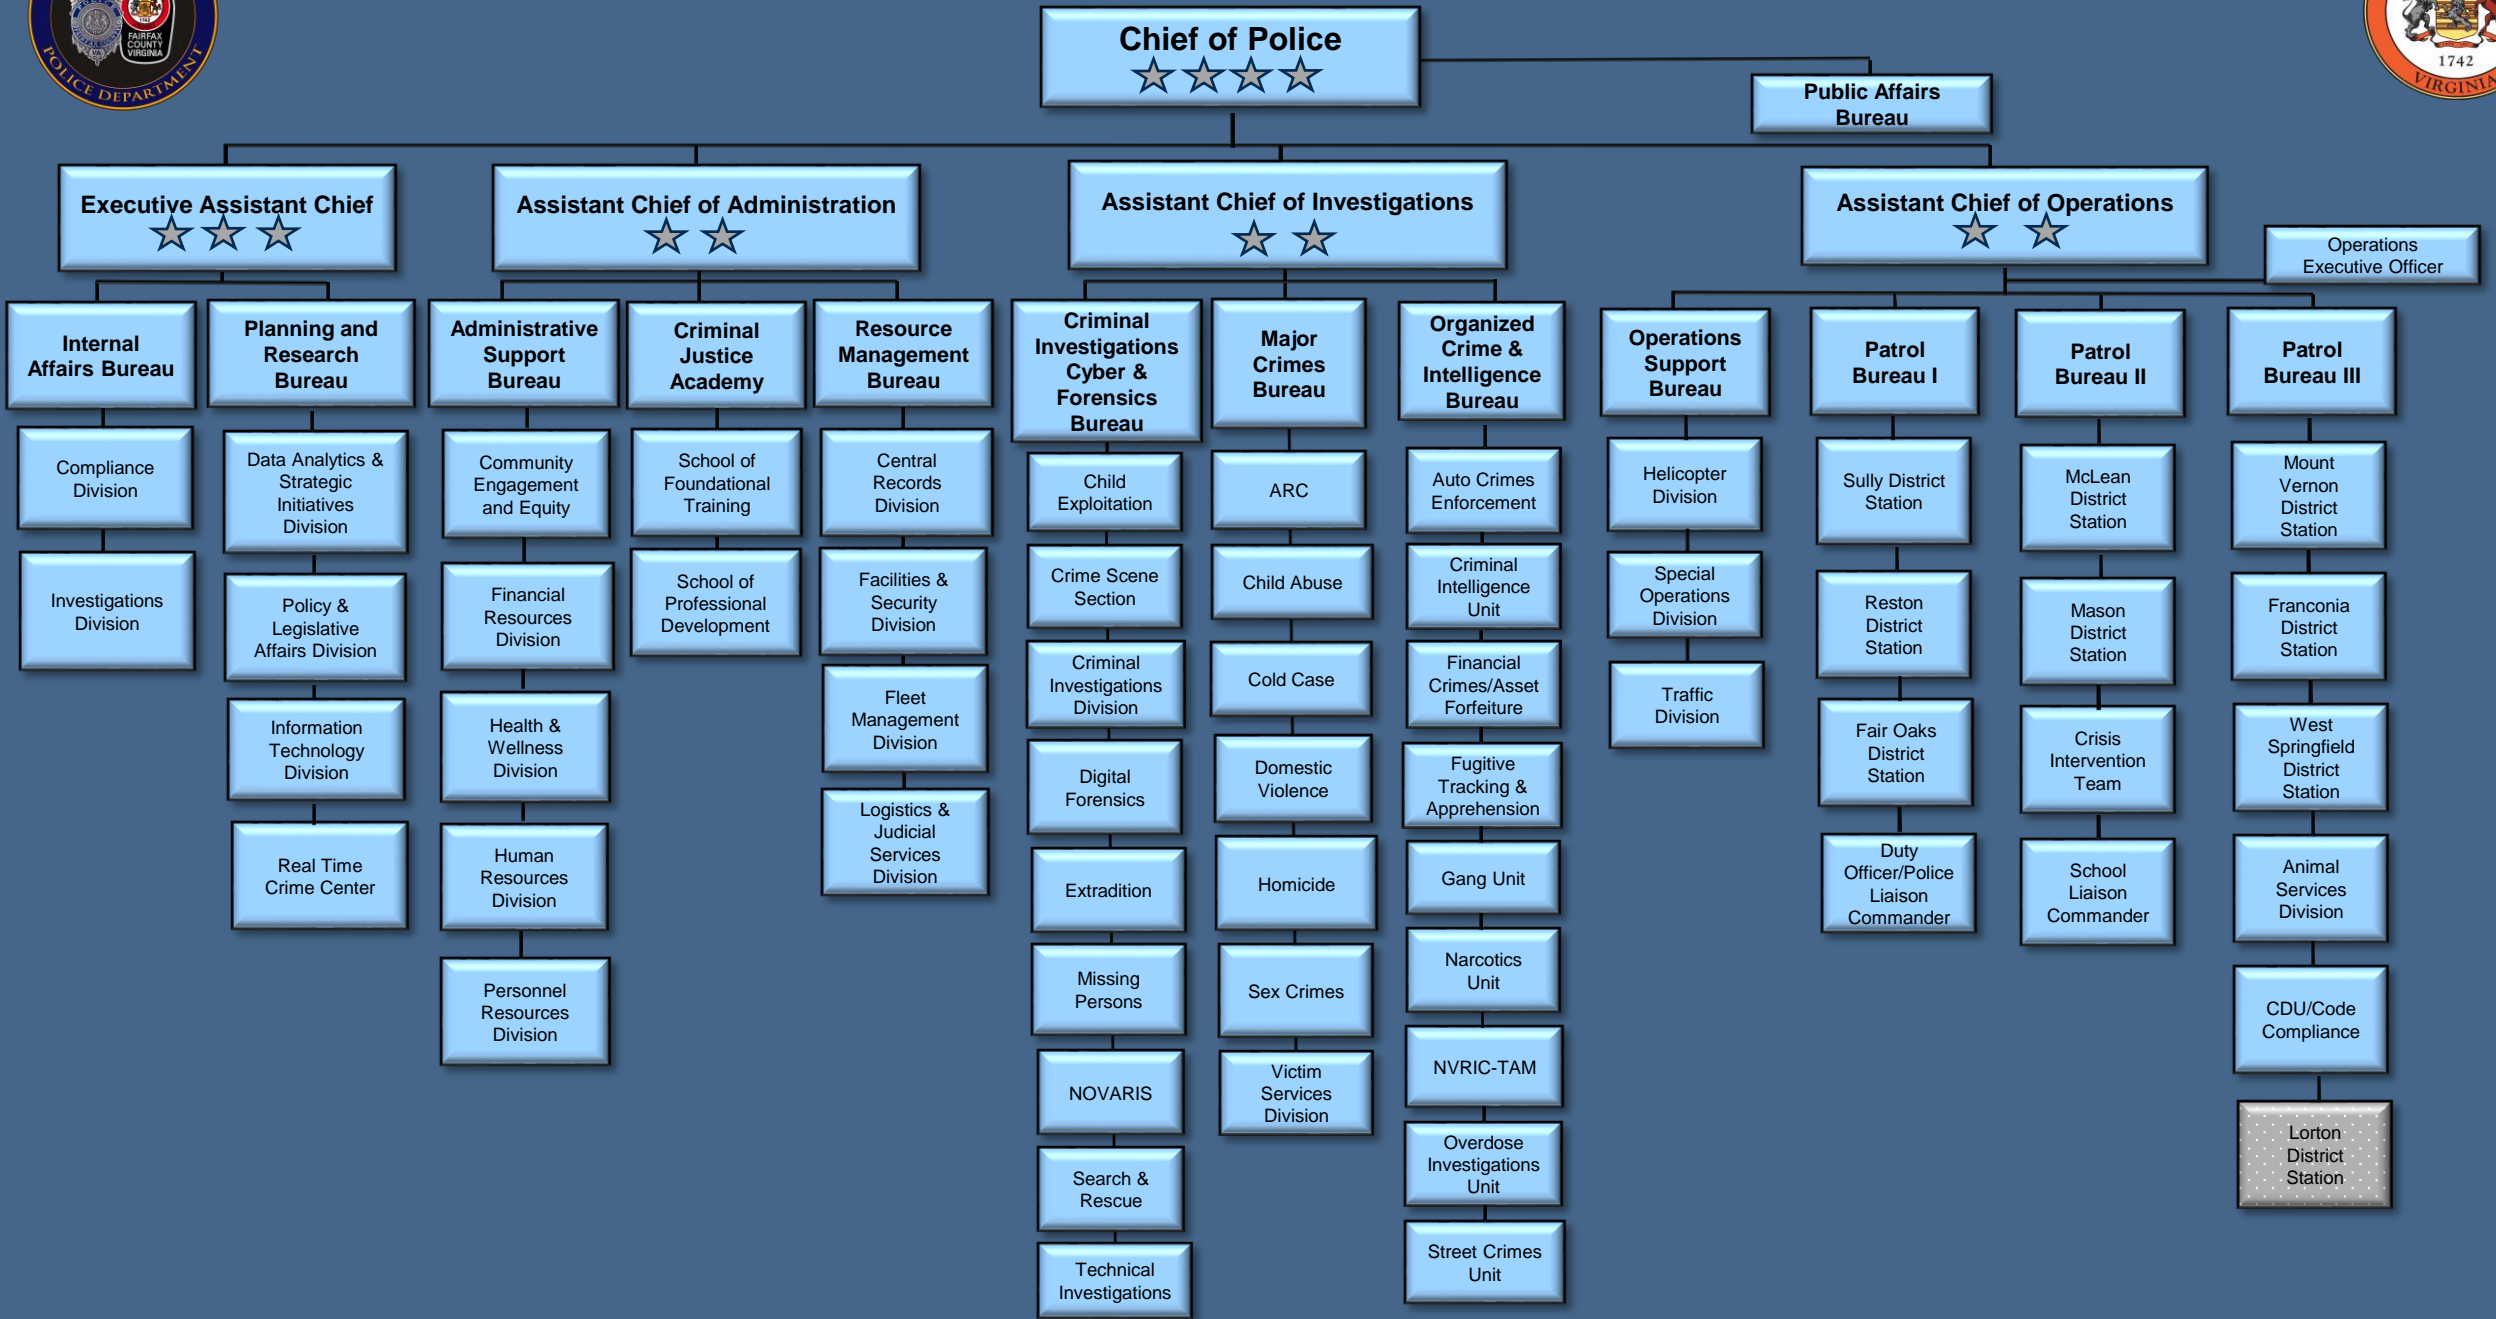 POLICE
FAIRFAX COUNTY
VA
1742
FAIRFAX
COUNTY
VIRGINIA
POLICE DEPARTMENT
Chief of Police
1742
VIRGINIA
Public Affairs
Bureau
Executive Assistant Chief
Assistant Chief of Administration
Assistant Chief of Investigations
Assistant Chief of Operations
Operations
Executive Officer
Internal
Affairs Bureau
Compliance
Division
Investigations
Division
Planning and
Research
Bureau
Data Analytics &
Strategic
Initiatives
Division
Policy &
Legislative
Affairs Division
Information
Technology
Division
Real Time
Crime Center
Administrative
Support
Bureau
Community
Engagement
and Equity
Financial
Resources
Division
Health &
Wellness
Division
Human
Resources
Division
Personnel
Resources
Division
Criminal
Justice
Academy
School of
Foundational
Training
School of
Professional
Development
Resource
Management
Bureau
Central
Records
Division
Facilities &
Security
Division
Fleet
Management
Division
Logistics &
Judicial
Services
Division
Criminal
Investigations
Cyber &
Forensics
Bureau
Child
Exploitation
Crime Scene
Section
Criminal
Investigations
Division
Digital
Forensics
Extradition
Missing
Persons
NOVARIS
Search &
Rescue
Technical
Investigations
Major
Crimes
Bureau
ARC
Child Abuse
Cold Case
Domestic
Violence
Homicide
Sex Crimes
Victim
Services
Division
Organized
Crime &
Intelligence
Bureau
Auto Crimes
Enforcement
Criminal
Intelligence
Unit
Financial
Crimes/Asset
Forfeiture
Fugitive
Tracking &
Apprehension
Gang Unit
Narcotics
Unit
NVRIC-TAM
Overdose
Investigations
Unit
Street Crimes
Unit
Operations
Support
Bureau
Helicopter
Division
Special
Operations
Division
Traffic
Division
Patrol
Bureau I
Sully District
Station
Reston
District
Station
Fair Oaks
District
Station
Duty
Officer/Police
Liaison
Commander
Patrol
Bureau II
McLean
District
Station
Mason
District
Station
Crisis
Intervention
Team
School
Liaison
Commander
Patrol
Bureau III
Mount
Vernon
District
Station
Franconia
District
Station
West
Springfield
District
Station
Animal
Services
Division
CDU/Code
Compliance
Lorton
District
Station